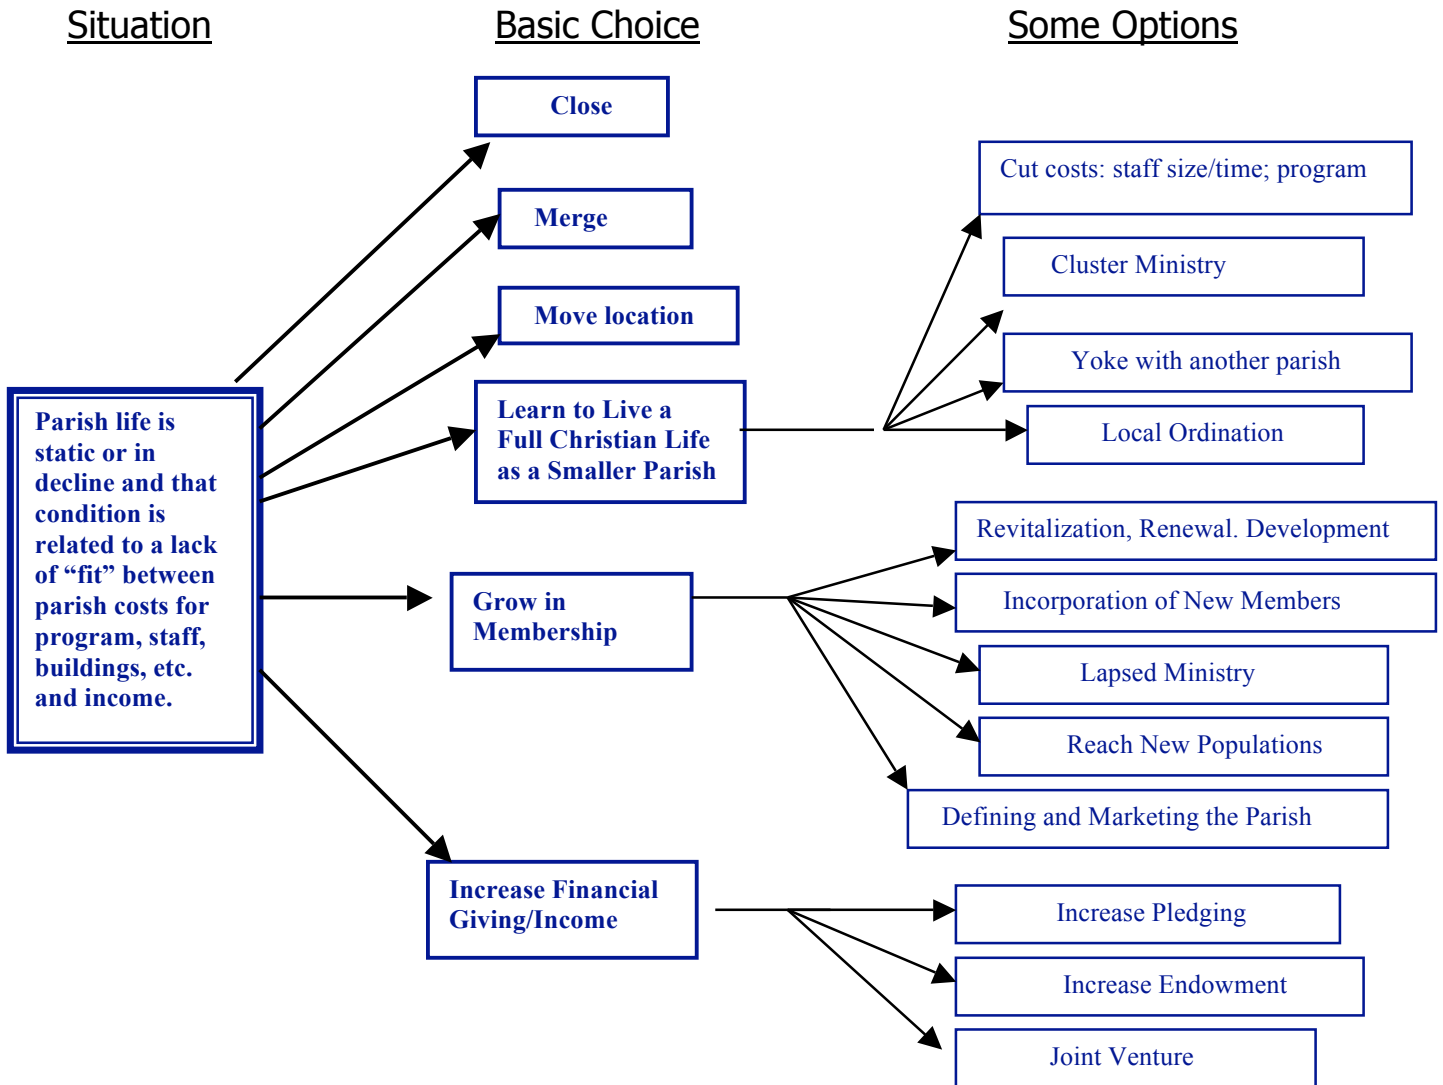 Situation
Basic Choice
Some Options
Close
Merge
Move location
Learn to Live a
Full Christian Life
as a Smaller Parish
Grow in
Membership
Increase Financial
Giving/Income
Parish life is
static or in
decline and that
condition is
related to a lack
of “fit” between
parish costs for
program, staff,
buildings, etc.
and income.
Cut costs: staff size/time; program
Cluster Ministry
Yoke with another parish
Local Ordination
Revitalization, Renewal. Development
Incorporation of New Members
Lapsed Ministry
Reach New Populations
Defining and Marketing the Parish
Increase Pledging
Increase Endowment
Joint Venture